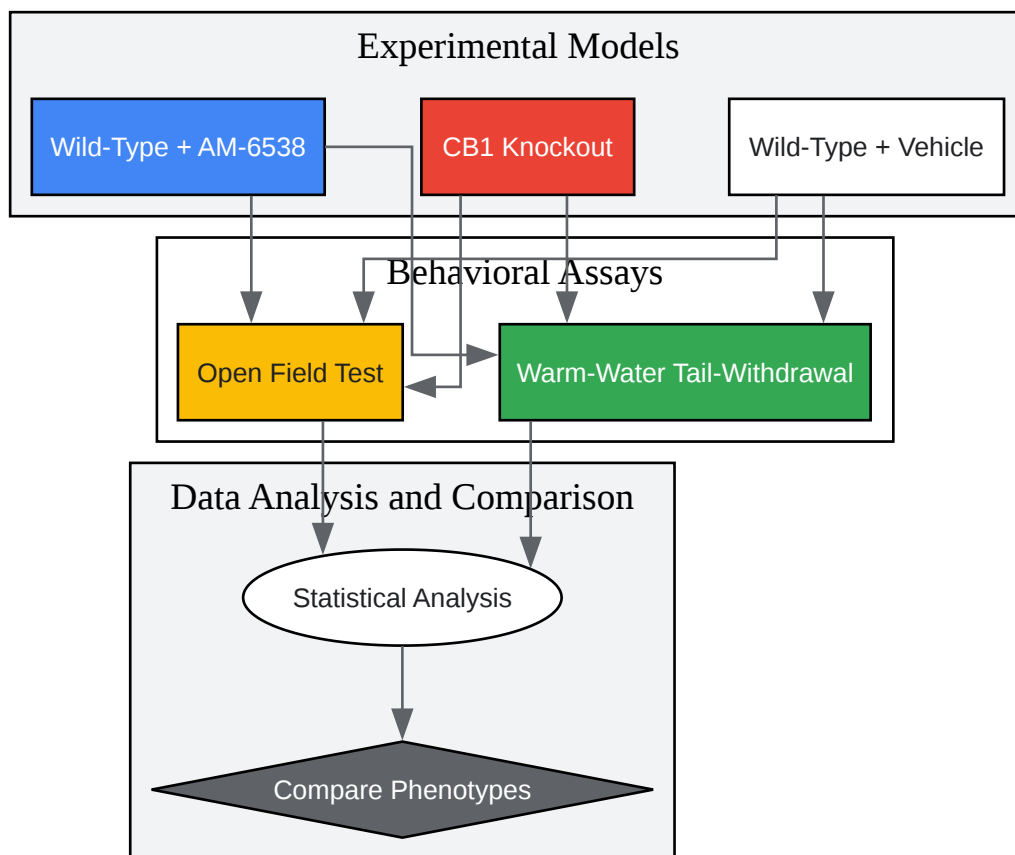 Experimental Models
Wild-Type + AM-6538
CB1 Knockout
Wild-Type + Vehicle
Behavioral Assays
Open Field Test
Warm-Water Tail-Withdrawal
Data Analysis and Comparison
Statistical Analysis
Compare Phenotypes